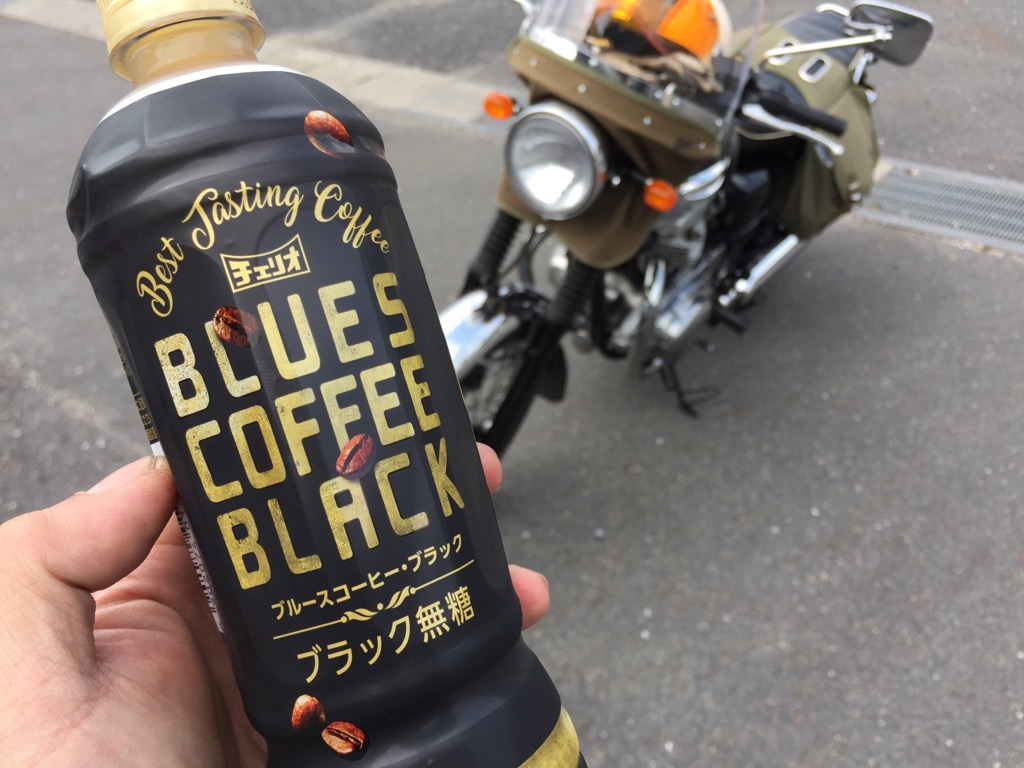 Best Tasting Coffee
チェリオ
BLUES
COFFEE
BLACK
ブルースコーヒー・ブラック
ブラック無糖